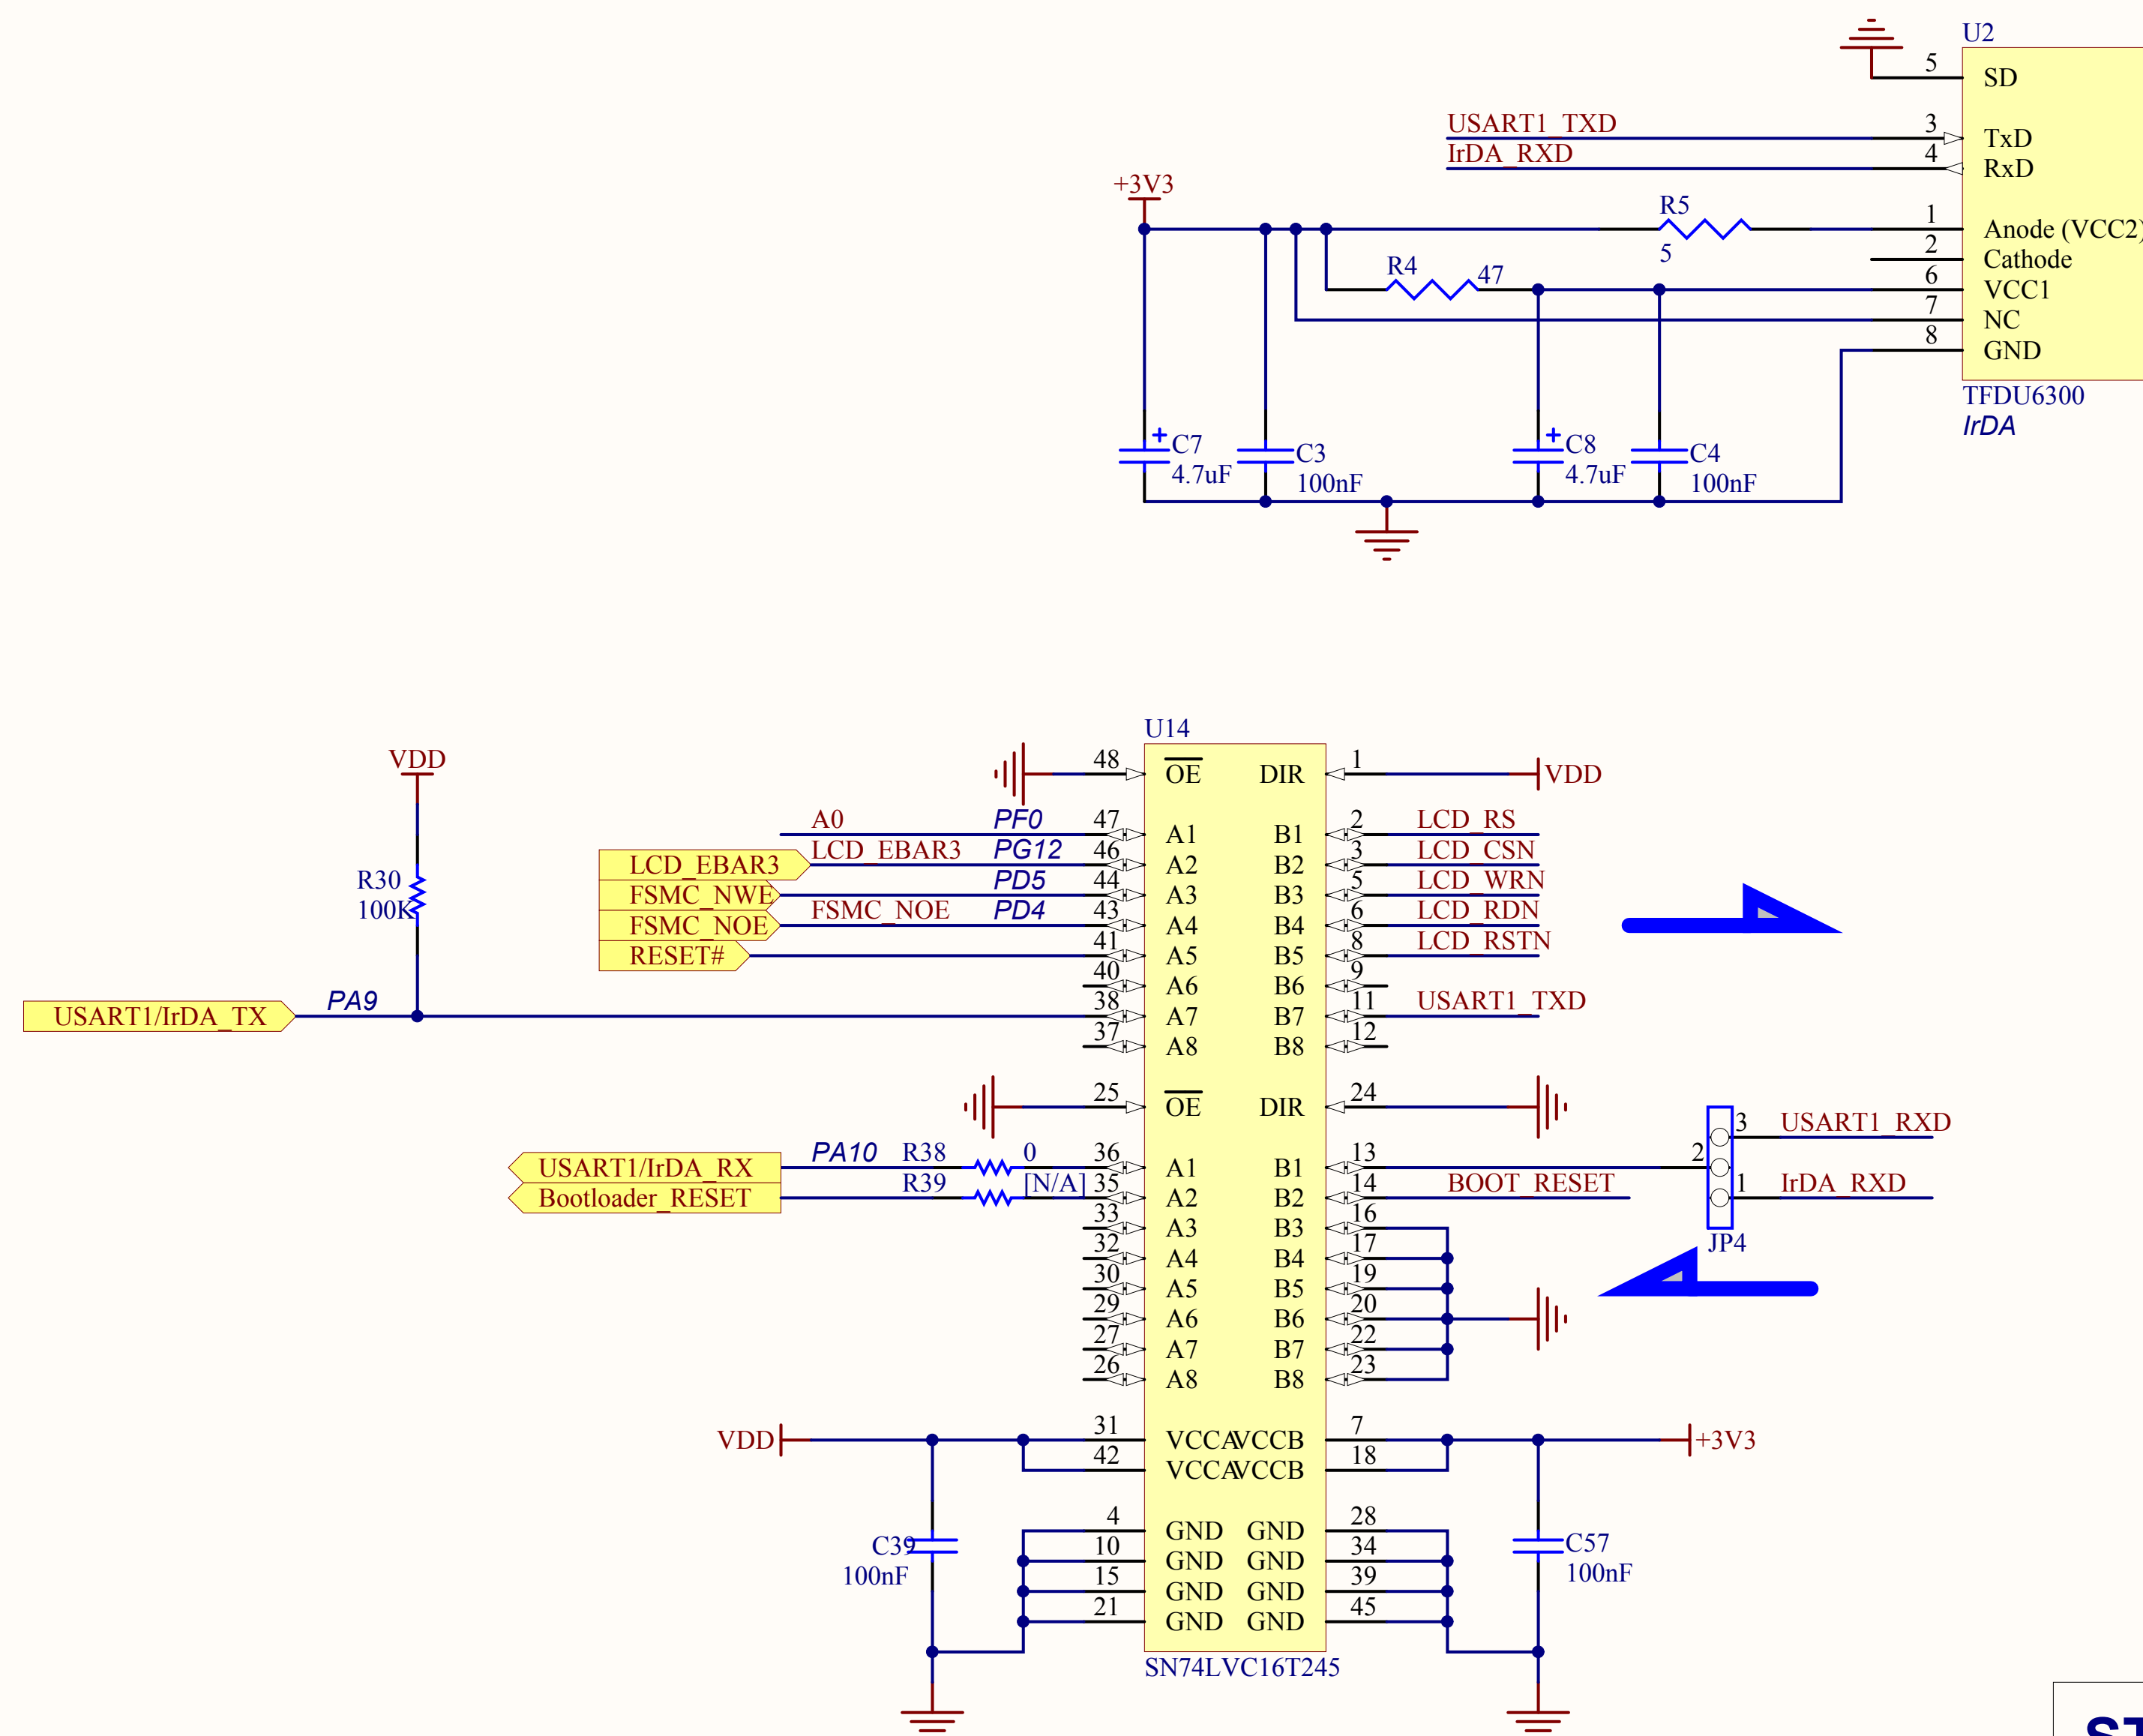 U2
5 SD
USART1_TXD 3 TxD
IrDA_RXD 4 RxD
+3V3
R5
5
1 Anode (VCC2)
2 Cathode
R4 47
6 VCC1
7 NC
8 GND
TFDU6300
IrDA
C7
4.7uF
C3
100nF
C8
4.7uF
C4
100nF
U14
VDD
R30
100K
48 OE DIR 1 VDD
A0 PF0 47 A1 B1 2 LCD_RS
LCD_EBAR3 LCD_EBAR3 PG12 46 A2 B2 3 LCD_CSN
FSMC_NWE PD5 44 A3 B3 5 LCD_WRN
FSMC_NOE FSMC_NOE PD4 43 A4 B4 6 LCD_RDN
RESET# 41 A5 B5 8 LCD_RSTN
40 A6 B6 9
USART1/IrDA_TX PA9 38 A7 B7 11 USART1_TXD
37 A8 B8 12
25 OE DIR 24
3 USART1_RXD
USART1/IrDA_RX PA10 R38 0 36 A1 B1 13 2
Bootloader_RESET R39 [N/A] 35 A2 B2 14 BOOT_RESET 1 IrDA_RXD
JP4
33 A3 B3 16
32 A4 B4 17
30 A5 B5 19
29 A6 B6 20
27 A7 B7 22
26 A8 B8 23
VDD 31 VCCA VCCB 7 +3V3
42 VCCA VCCB 18
4 GND GND 28
10 GND GND 34
15 GND GND 39
21 GND GND 45
C39
100nF
C57
100nF
SN74LVC16T245